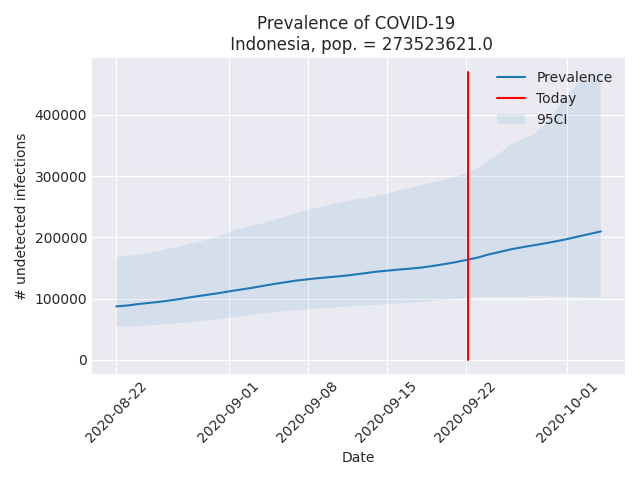 Prevalence of COVID-19
Indonesia, pop. = 273523621.0
Prevalence
Today
95CI
400000
300000
200000
100000
0
# undetected infections
2020-08-22
2020-09-01
2020-09-08
2020-09-15
2020-09-22
2020-10-01
Date